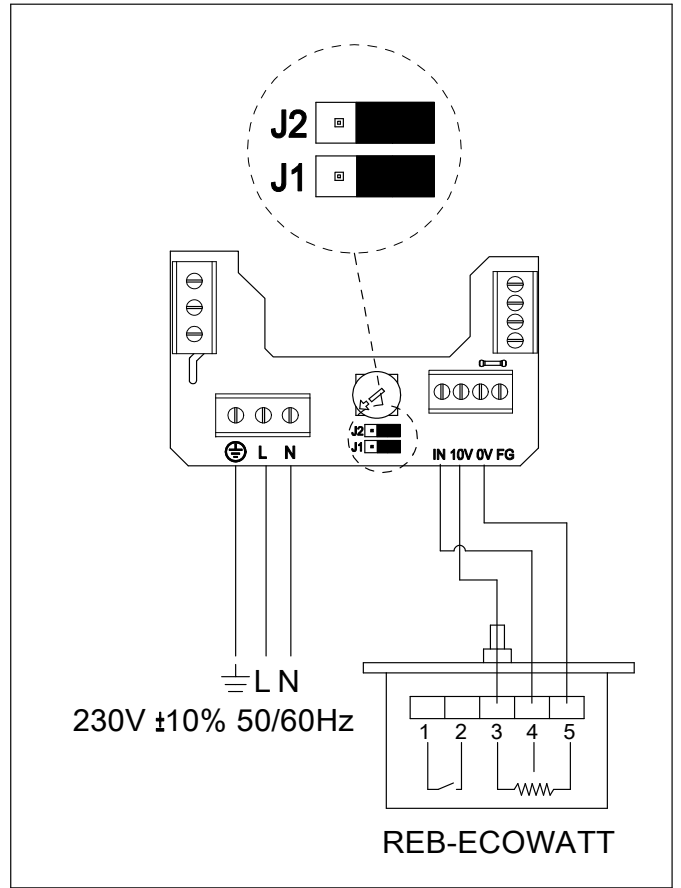 J2
J1
J2
J1
L N
IN 10V 0V FG
L N
230V ±10% 50/60Hz
1 2 3 4 5
REB-ECOWATT